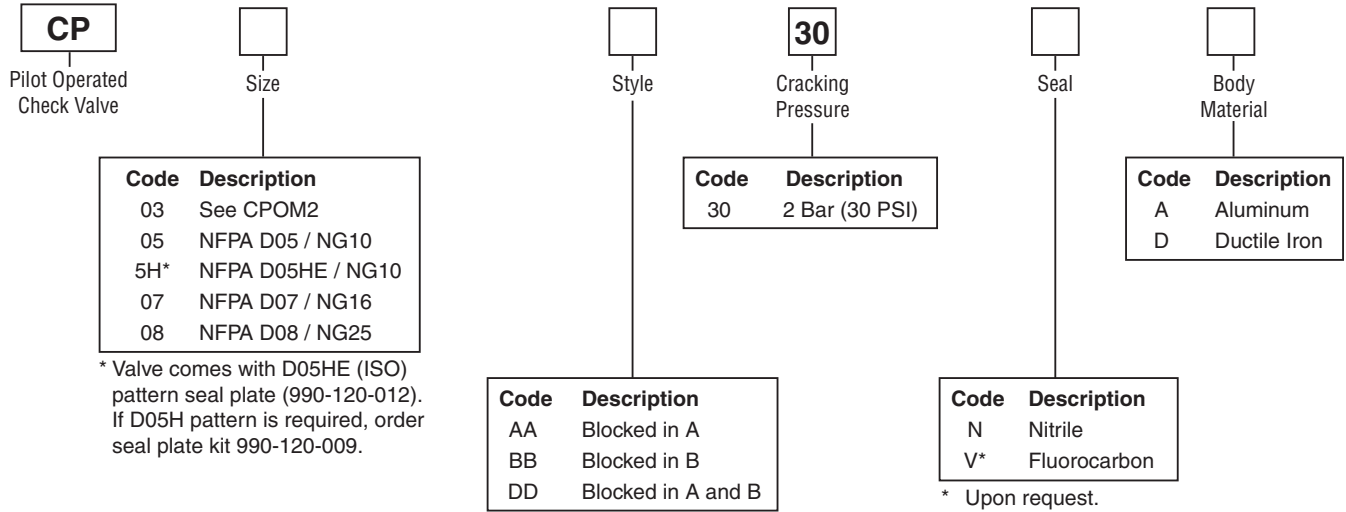 CP
30
Pilot Operated
Check Valve
Size
Style
Cracking
Pressure
Seal
Body
Material
Code Description
03 See CPOM2
05 NFPA D05 / NG10
5H* NFPA D05HE / NG10
07 NFPA D07 / NG16
08 NFPA D08 / NG25
* Valve comes with D05HE (ISO)
pattern seal plate (990-120-012).
If D05H pattern is required, order
seal plate kit 990-120-009.
Code Description
AA Blocked in A
BB Blocked in B
DD Blocked in A and B
Code Description
30 2 Bar (30 PSI)
Code Description
N Nitrile
V* Fluorocarbon
* Upon request.
Code Description
A Aluminum
D Ductile Iron